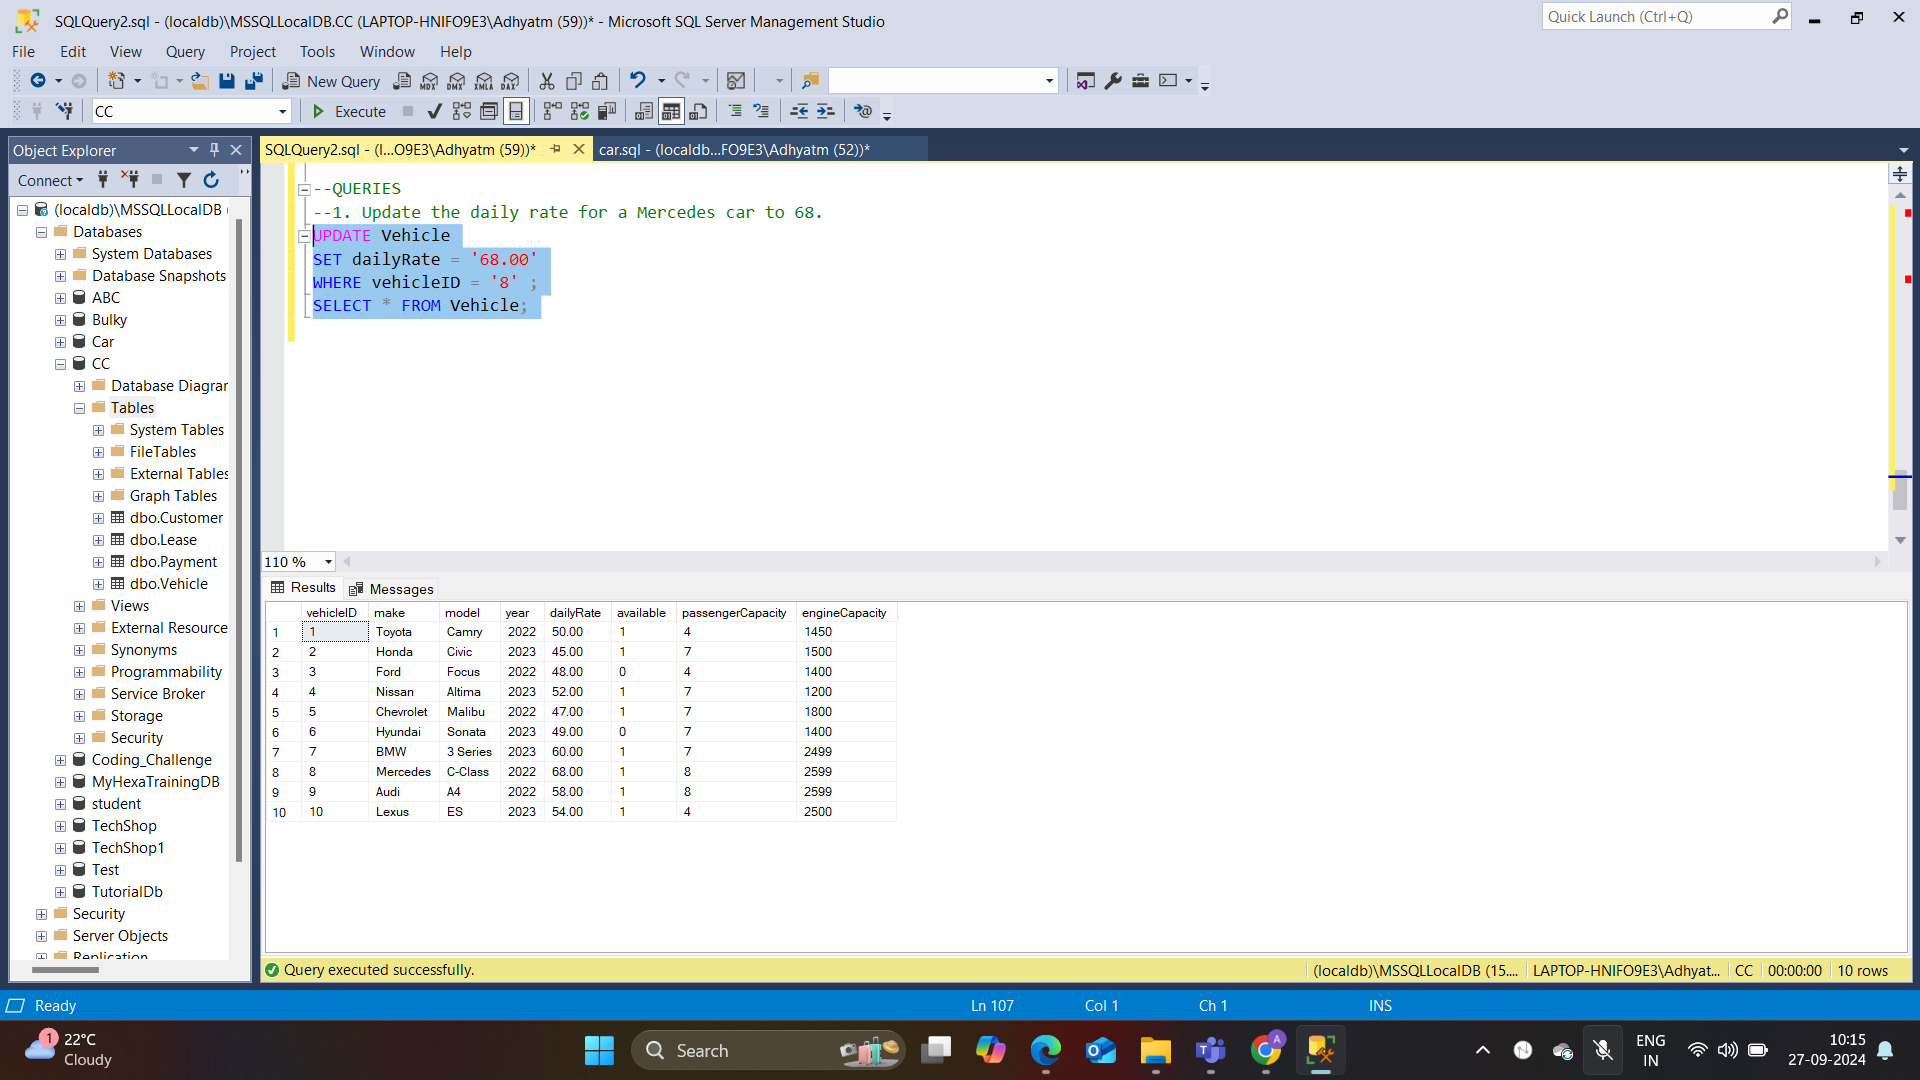 SQLQuery2.sql - (localdb)\MSSQLLocalDB.CC (LAPTOP-HNIFO9E3\Adhyatm (59))* - Microsoft SQL Server Management Studio
Quick Launch (Ctrl+Q)
File Edit View Query Project Tools Window Help
New Query MDX DMX XMLA DAX
CC Execute
Object Explorer
SQLQuery2.sql - (l...O9E3\Adhyatm (59))* car.sql - (localdb...FO9E3\Adhyatm (52))*
Connect
(localdb)\MSSQLLocalDB (
Databases
System Databases
Database Snapshots
ABC
Bulky
Car
CC
Database Diagrar
Tables
System Tables
FileTables
External Tables
Graph Tables
dbo.Customer
dbo.Lease
dbo.Payment
dbo.Vehicle
Views
External Resource
Synonyms
Programmability
Service Broker
Storage
Security
Coding_Challenge
MyHexaTrainingDB
student
TechShop
TechShop1
Test
TutorialDb
Security
Server Objects
Replication
--QUERIES
--1. Update the daily rate for a Mercedes car to 68.
UPDATE Vehicle
SET dailyRate = '68.00'
WHERE vehicleID = '8' ;
SELECT * FROM Vehicle;
110 %
Results Messages
vehicleID make model year dailyRate available passengerCapacity engineCapacity
1 1 Toyota Camry 2022 50.00 1 4 1450
2 2 Honda Civic 2023 45.00 1 7 1500
3 3 Ford Focus 2022 48.00 0 4 1400
4 4 Nissan Altima 2023 52.00 1 7 1200
5 5 Chevrolet Malibu 2022 47.00 1 7 1800
6 6 Hyundai Sonata 2023 49.00 0 7 1400
7 7 BMW 3 Series 2023 60.00 1 7 2499
8 8 Mercedes C-Class 2022 68.00 1 8 2599
9 9 Audi A4 2022 58.00 1 8 2599
10 10 Lexus ES 2023 54.00 1 4 2500
Query executed successfully. (localdb)\MSSQLLocalDB (15.... LAPTOP-HNIFO9E3\Adhyat... CC 00:00:00 10 rows
Ready Ln 107 Col 1 Ch 1 INS
1 22°C
Cloudy
Search
A
ENG
IN
10:15
27-09-2024